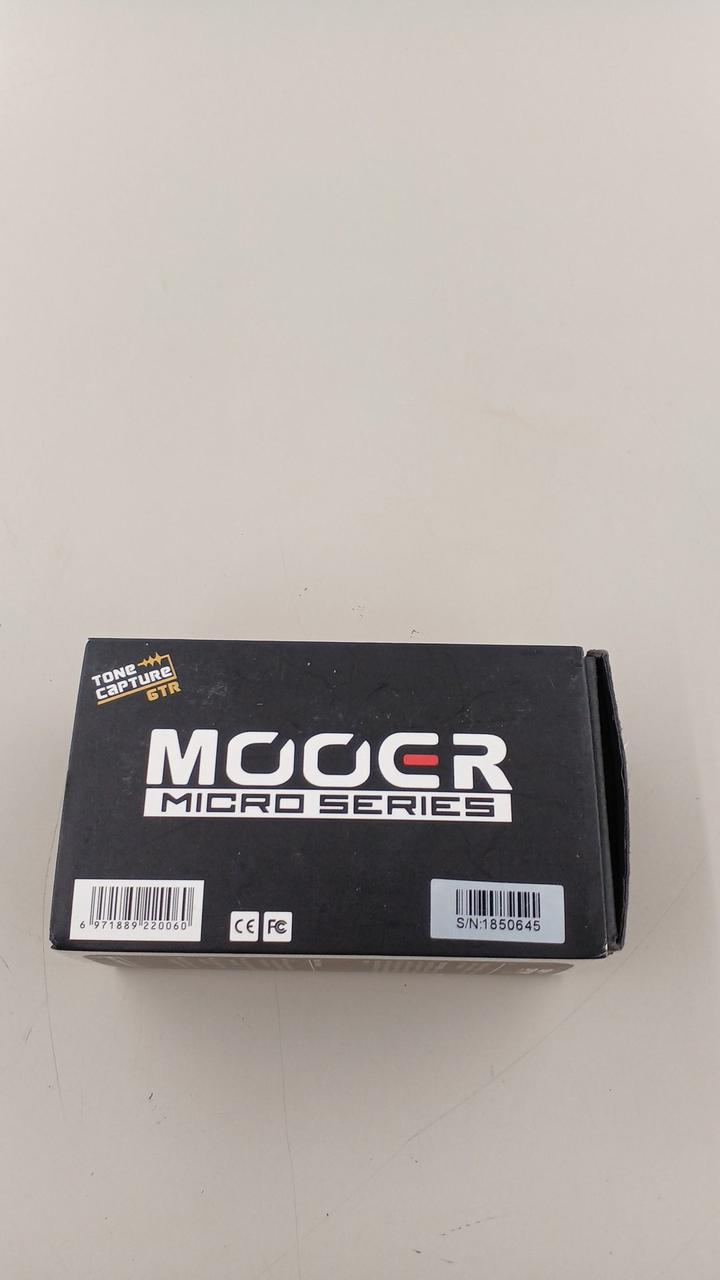 TONE
CAPTURE
GTR
MOOER
MICRO SERIES
6 971889 220060
CE FC
S/N:1850645